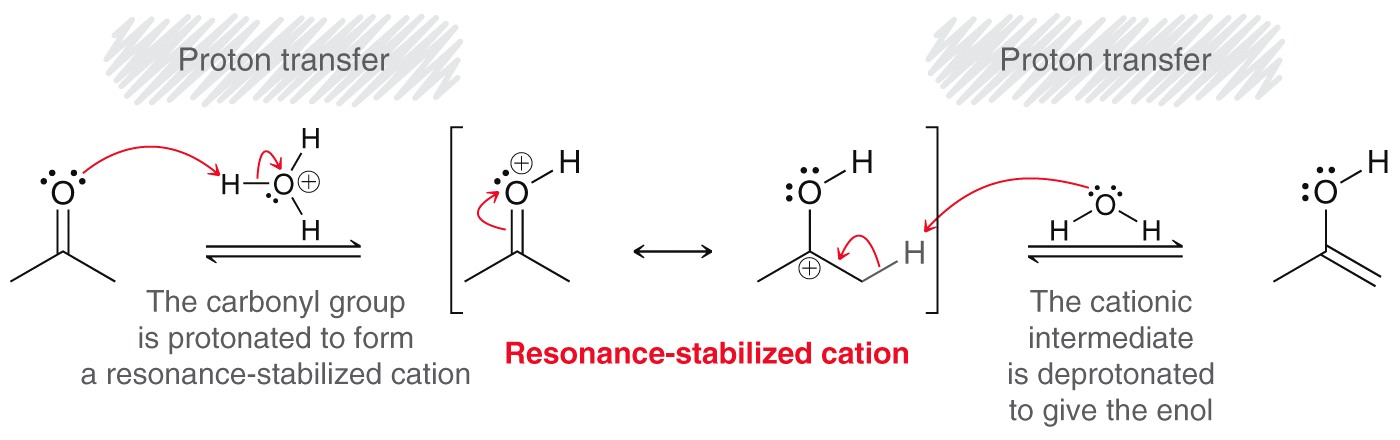 Proton transfer
Proton transfer
O
H
O
H
H
⊕
⊕
O
H
O
H
⊕
H
O
H
H
O
H
The carbonyl group
is protonated to form
a resonance-stabilized cation
Resonance-stabilized cation
The cationic
intermediate
is deprotonated
to give the enol